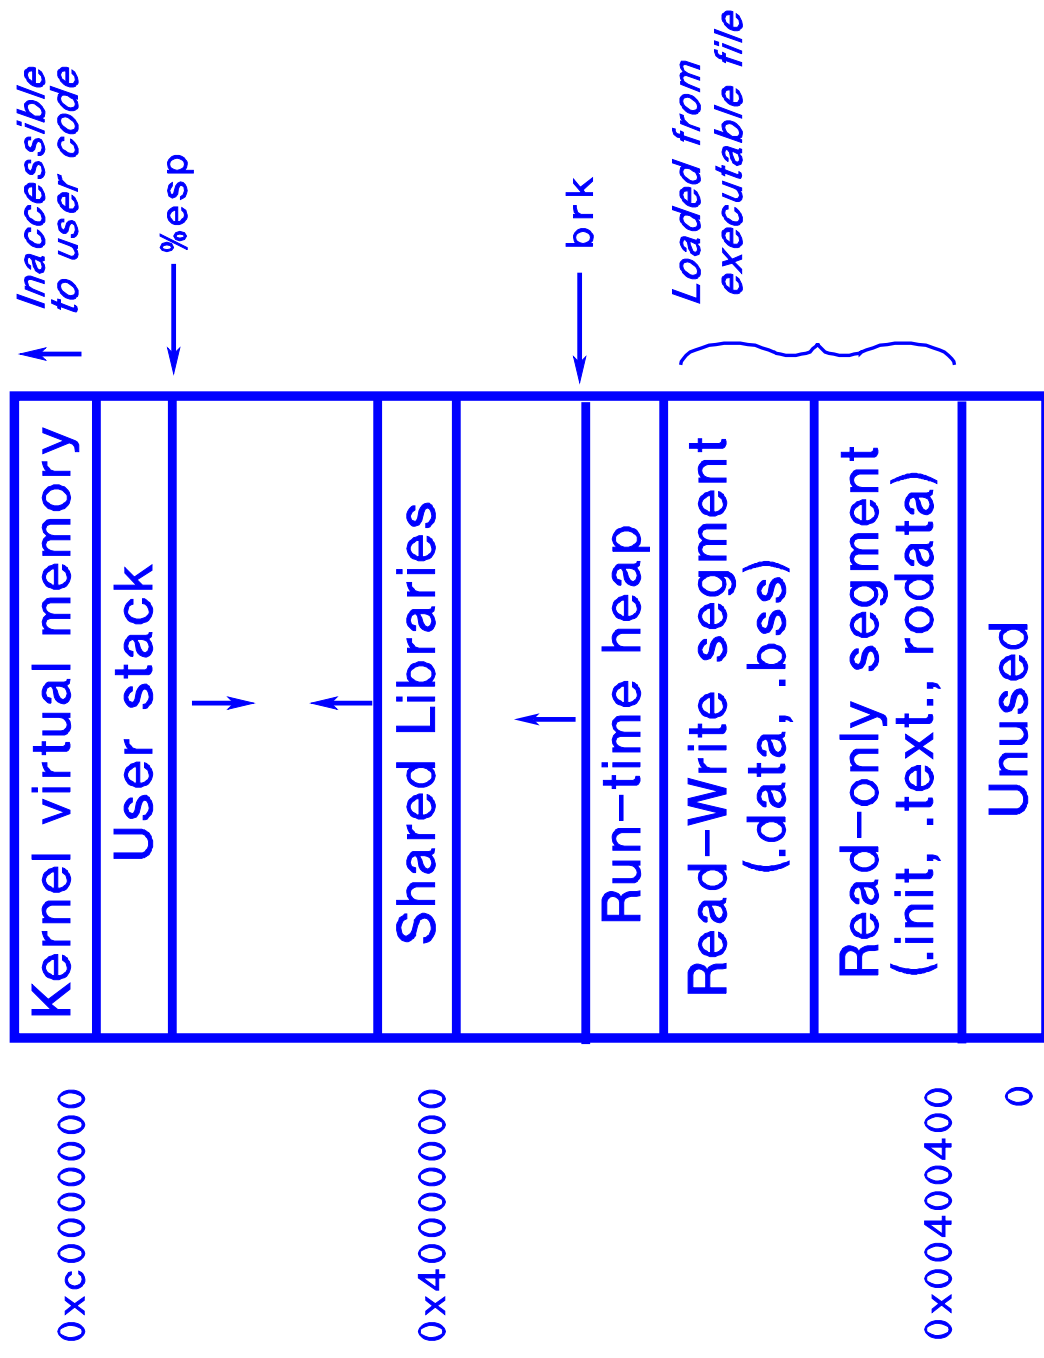 0xc0000000
Kernel virtual memory
Inaccessible
to user code
User stack
%esp
0x40000000
Shared Libraries
brk
Run-time heap
Read-Write segment
(.data, .bss)
Loaded from
executable file
Read-only segment
(.init, .text., rodata)
0x00400400
Unused
0